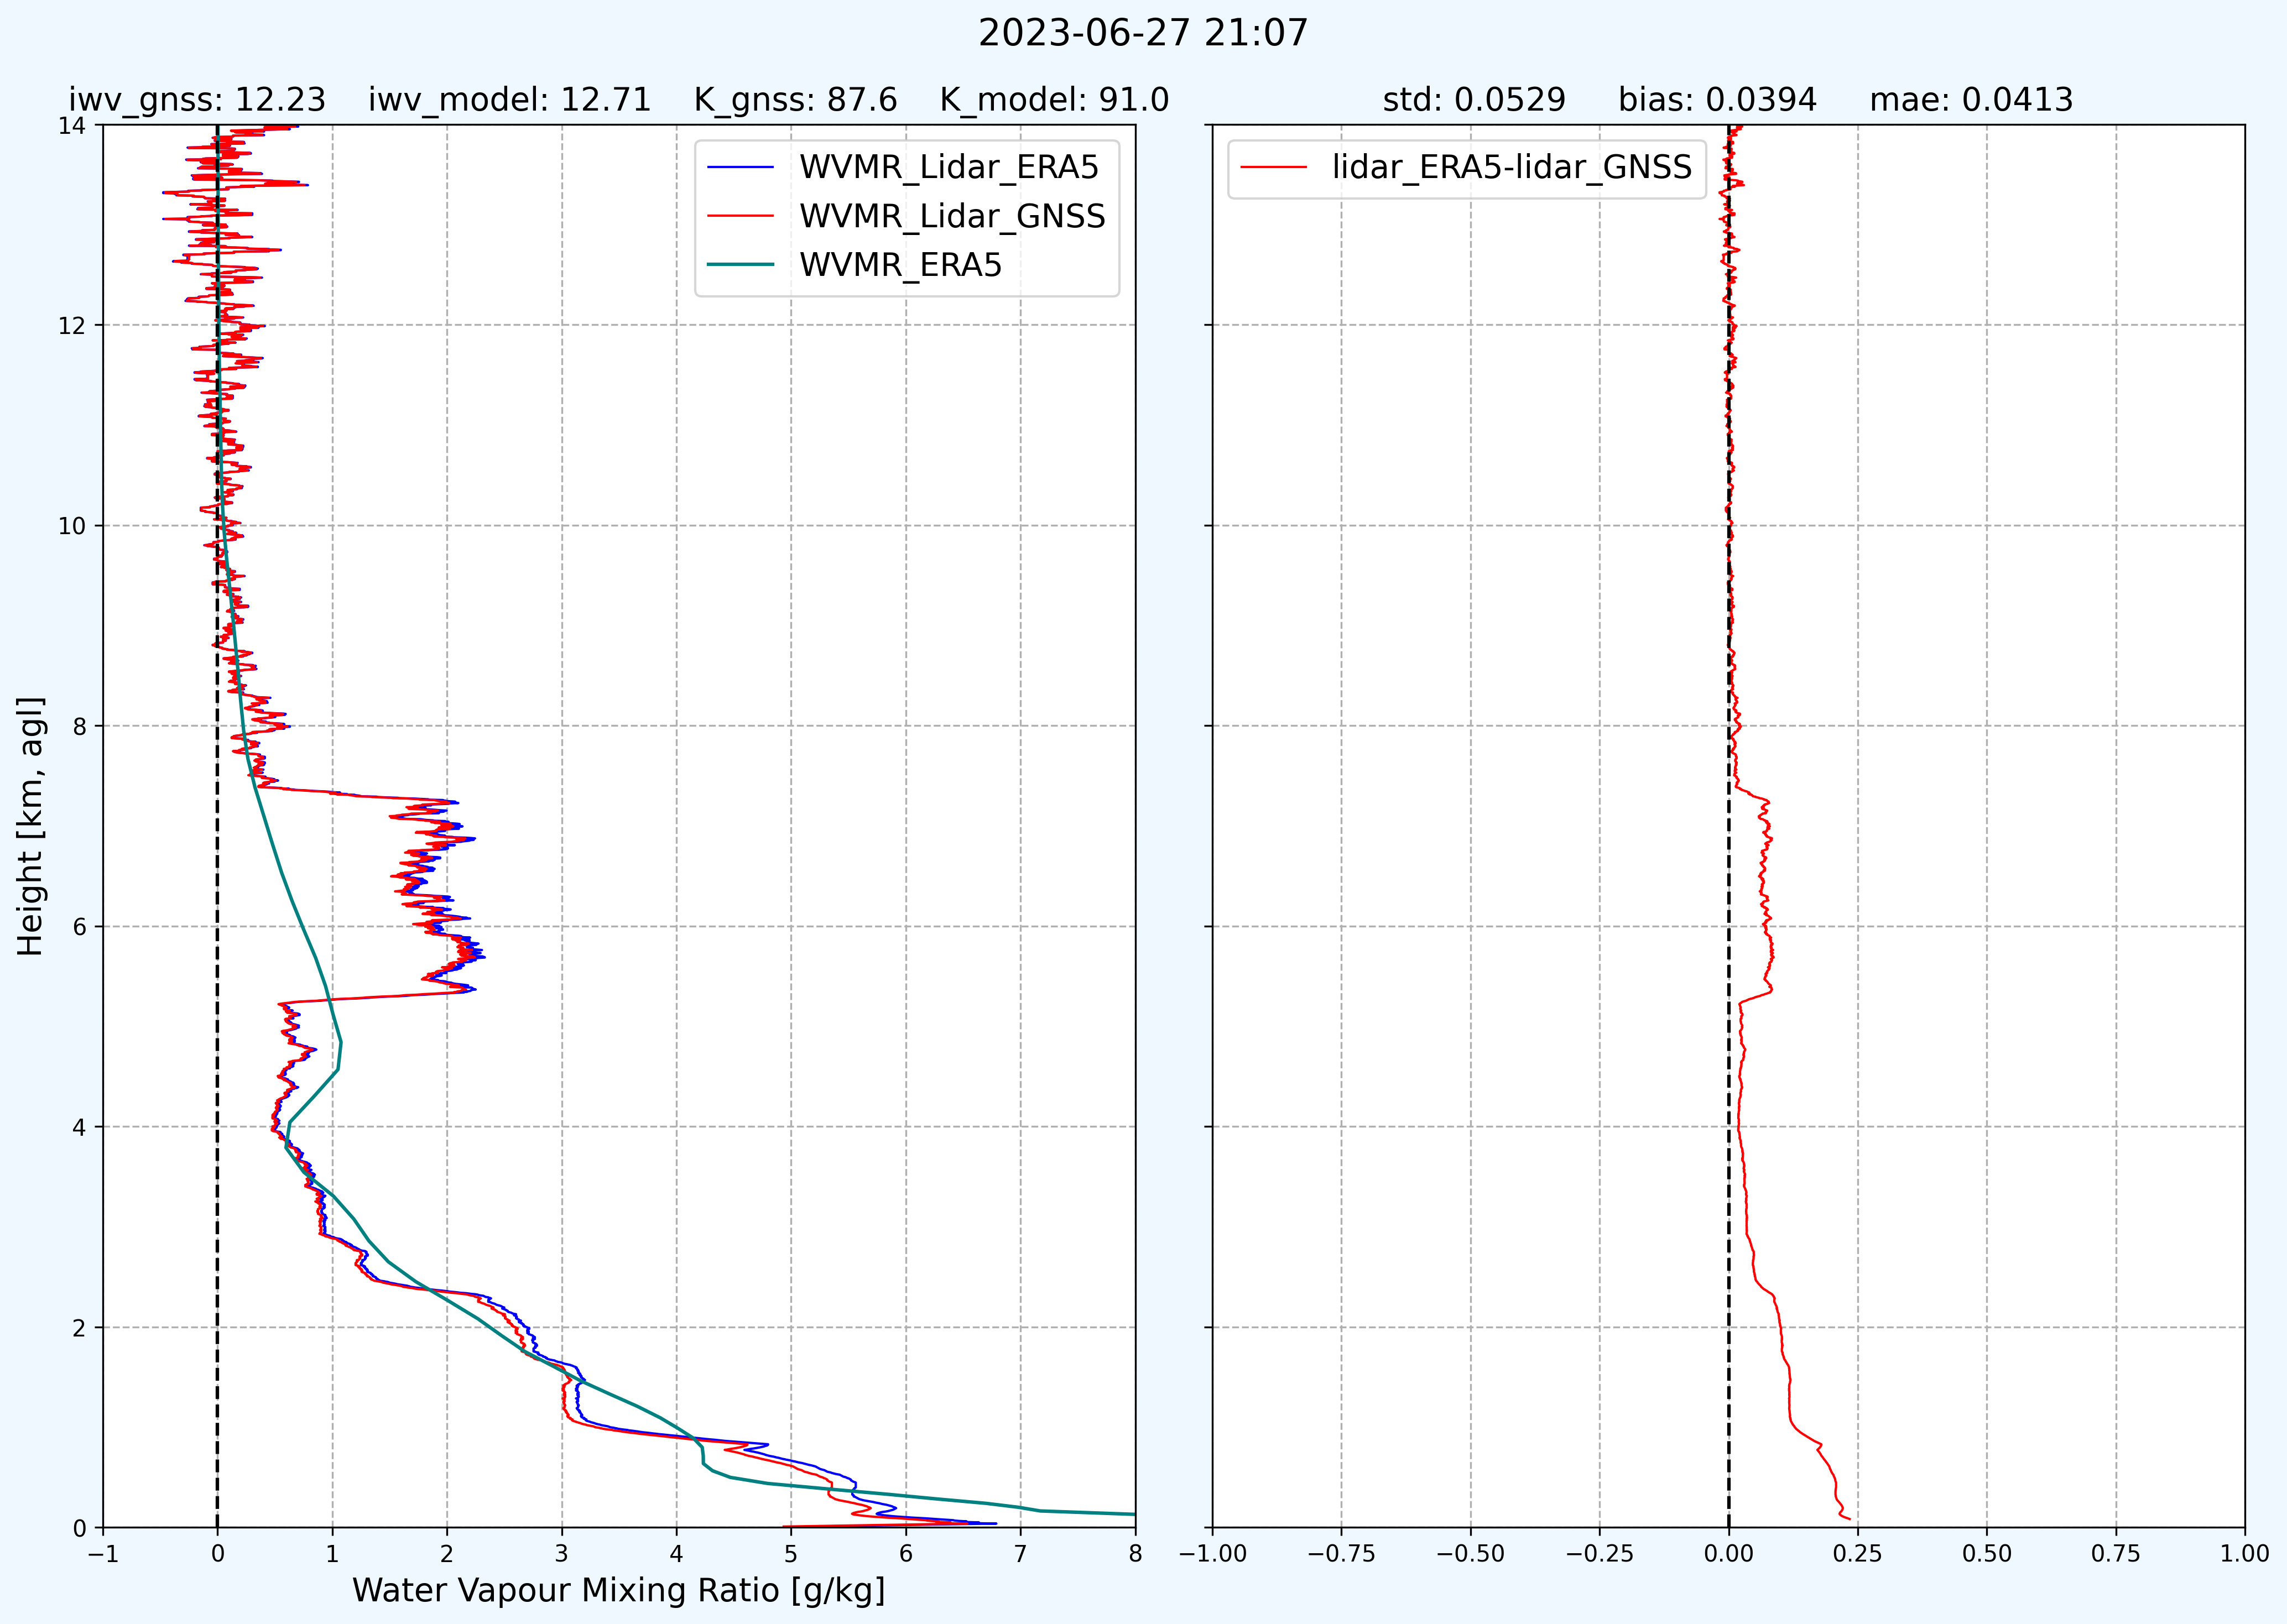 2023-06-27 21:07
iwv_gnss: 12.23 iwv_model: 12.71 K_gnss: 87.6 K_model: 91.0
std: 0.0529 bias: 0.0394 mae: 0.0413
WVMR_Lidar_ERA5
WVMR_Lidar_GNSS
WVMR_ERA5
lidar_ERA5-lidar_GNSS
Height [km, agl]
14
12
10
8
6
4
2
0
−1 0 1 2 3 4 5 6 7 8
Water Vapour Mixing Ratio [g/kg]
−1.00 −0.75 −0.50 −0.25 0.00 0.25 0.50 0.75 1.00